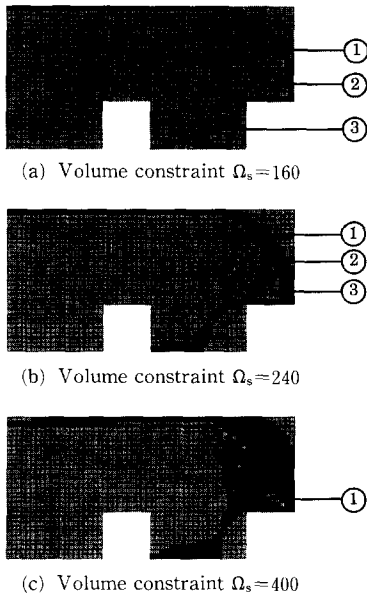 ①
②
③
(a) Volume constraint Ωs=160
①
②
③
(b) Volume constraint Ωs=240
①
(c) Volume constraint Ωs=400